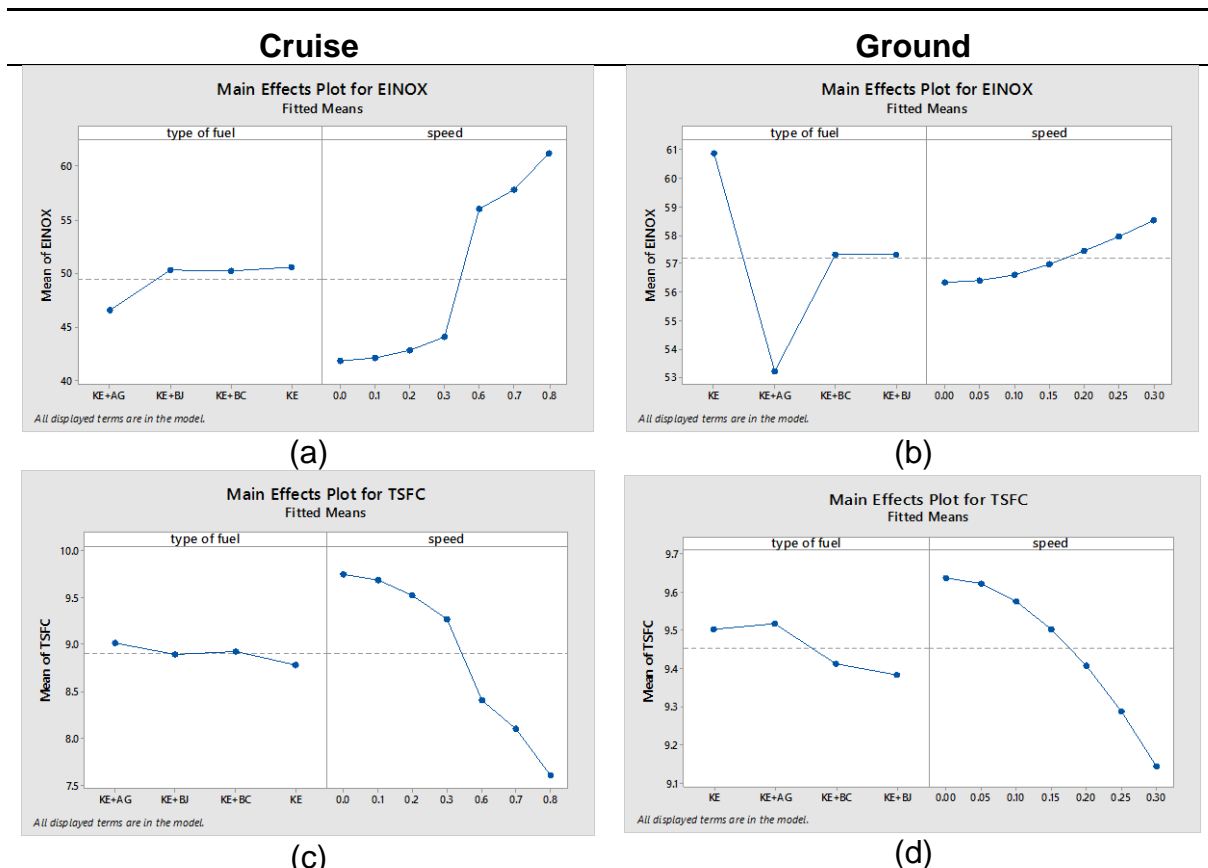 Cruise
Ground
Main Effects Plot for EINOX
Fitted Means
type of fuel
speed
Mean of EINOX
60
55
50
45
40
KE+AG KE+BJ KE+BC KE 0.0 0.1 0.2 0.3 0.6 0.7 0.8
All displayed terms are in the model.
(a)
Main Effects Plot for EINOX
Fitted Means
type of fuel
speed
Mean of EINOX
61
60
59
58
57
56
55
54
53
KE KE+AG KE+BC KE+BJ 0.00 0.05 0.10 0.15 0.20 0.25 0.30
All displayed terms are in the model.
(b)
Main Effects Plot for TSFC
Fitted Means
type of fuel
speed
Mean of TSFC
10.0
9.5
9.0
8.5
8.0
7.5
KE+AG KE+BJ KE+BC KE 0.0 0.1 0.2 0.3 0.6 0.7 0.8
All displayed terms are in the model.
(c)
Main Effects Plot for TSFC
Fitted Means
type of fuel
speed
Mean of TSFC
9.7
9.6
9.5
9.4
9.3
9.2
9.1
KE KE+AG KE+BC KE+BJ 0.00 0.05 0.10 0.15 0.20 0.25 0.30
All displayed terms are in the model.
(d)